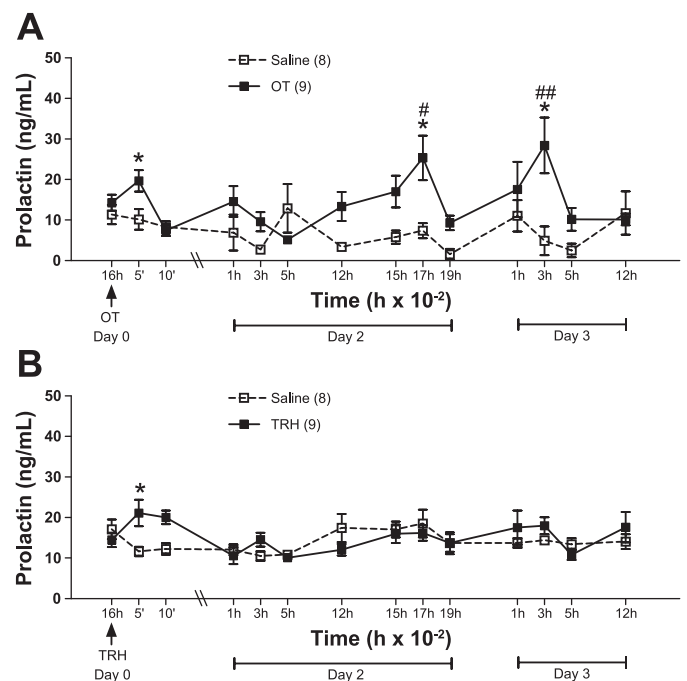 A
Prolactin (ng/mL)
50
40
30
20
10
0
Saline (8)
OT (9)
*
#
*
##
*
16h 5' 10' 1h 3h 5h 12h 15h 17h 19h 1h 3h 5h 12h
OT
Day 0
Time (h x 10⁻²)
Day 2
Day 3
B
Prolactin (ng/mL)
50
40
30
20
10
0
Saline (8)
TRH (9)
*
16h 5' 10' 1h 3h 5h 12h 15h 17h 19h 1h 3h 5h 12h
TRH
Day 0
Time (h x 10⁻²)
Day 2
Day 3